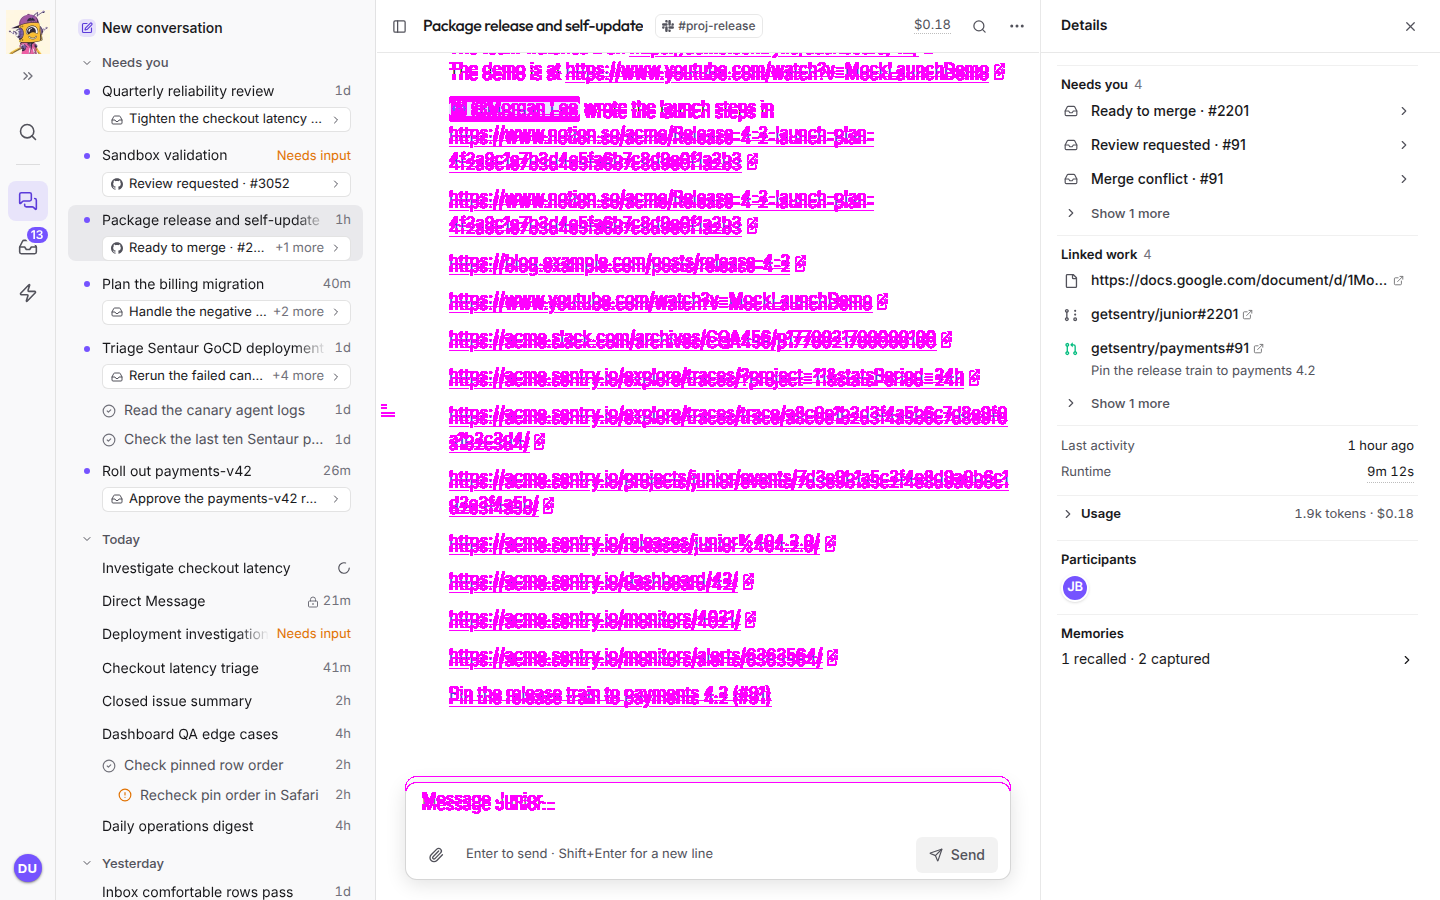 New conversation
Needs you
Quarterly reliability review 1d
Tighten the checkout latency ...
Sandbox validation Needs input
Review requested · #3052
Package release and self-update 1h
Ready to merge · #2... +1 more
13
Plan the billing migration 40m
Handle the negative ... +2 more
Triage Sentaur GoCD deployment 1d
Rerun the failed can... +4 more
Read the canary agent logs 1d
Check the last ten Sentaur p... 1d
Roll out payments-v42 26m
Approve the payments-v42 r...
Today
Investigate checkout latency
Direct Message 21m
Deployment investigation Needs input
Checkout latency triage 41m
Closed issue summary 2h
Dashboard QA edge cases 4h
Check pinned row order 2h
Recheck pin order in Safari 2h
Daily operations digest 4h
Yesterday
Inbox comfortable rows pass 1d
DU
Package release and self-update #proj-release $0.18
The demo is at https://www.youtube.com/watch?v=MockLaunchDemo
wrote the launch steps in
https://www.notion.so/acme/Release-4-2-launch-plan-
https://www.notion.so/acme/Release-4-2-launch-plan-
https://blog.example.com/posts/release-4-2
https://www.youtube.com/watch?v=MockLaunchDemo
https://acme.sentry.io/explore/traces/?project=11&statsPeriod=24h
https://acme.sentry.io/releases/junior%404.2.0/
https://acme.sentry.io/dashboard/42/
https://acme.sentry.io/monitors/4021/
https://acme.sentry.io/monitors/alerts/6363564/
Pin the release train to payments 4.2 (#91)
Message Junior...
Enter to send · Shift+Enter for a new line
Send
Details
Needs you 4
Ready to merge · #2201
Review requested · #91
Merge conflict · #91
Show 1 more
Linked work 4
https://docs.google.com/document/d/1Mo...
getsentry/junior#2201
getsentry/payments#91
Pin the release train to payments 4.2
Show 1 more
Last activity 1 hour ago
Runtime 9m 12s
Usage 1.9k tokens · $0.18
Participants
JB
Memories
1 recalled · 2 captured